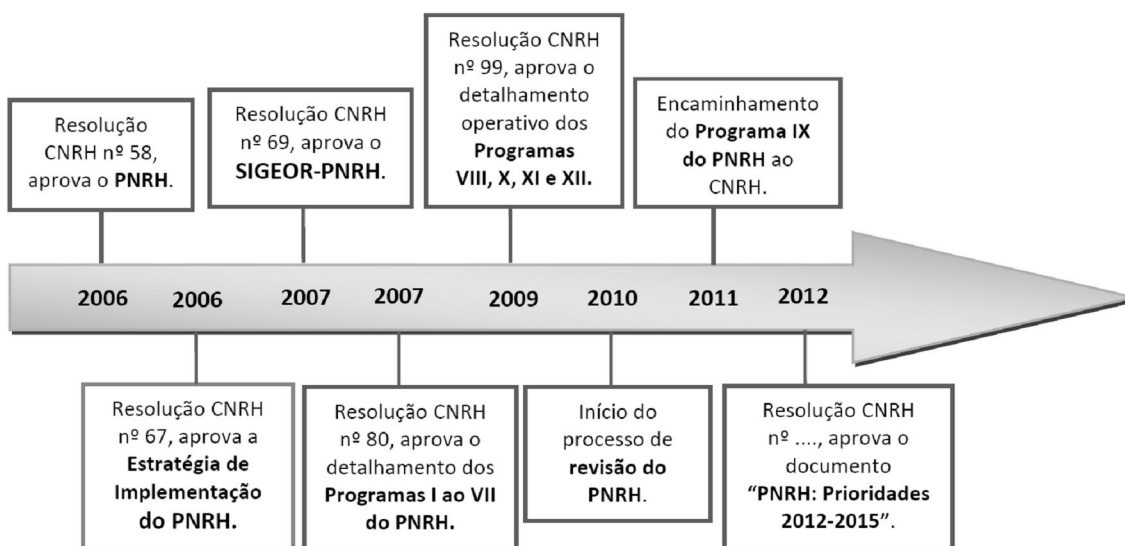 Resolução
CNRH nº 58,
aprova o PNRH.
Resolução CNRH
nº 69, aprova o
SIGEOR-PNRH.
Resolução CNRH
nº 99, aprova o
detalhamento
operativo dos
Programas
VIII, X, XI e XII.
Encaminhamento
do Programa IX
do PNRH ao
CNRH.
2006 2006 2007 2007 2009 2010 2011 2012
Resolução CNRH
nº 67, aprova a
Estratégia de
Implementação
do PNRH.
Resolução CNRH
nº 80, aprova o
detalhamento dos
Programas I ao VII
do PNRH.
Início do
processo de
revisão do
PNRH.
Resolução CNRH
nº ...., aprova o
documento
“PNRH: Prioridades
2012-2015”.